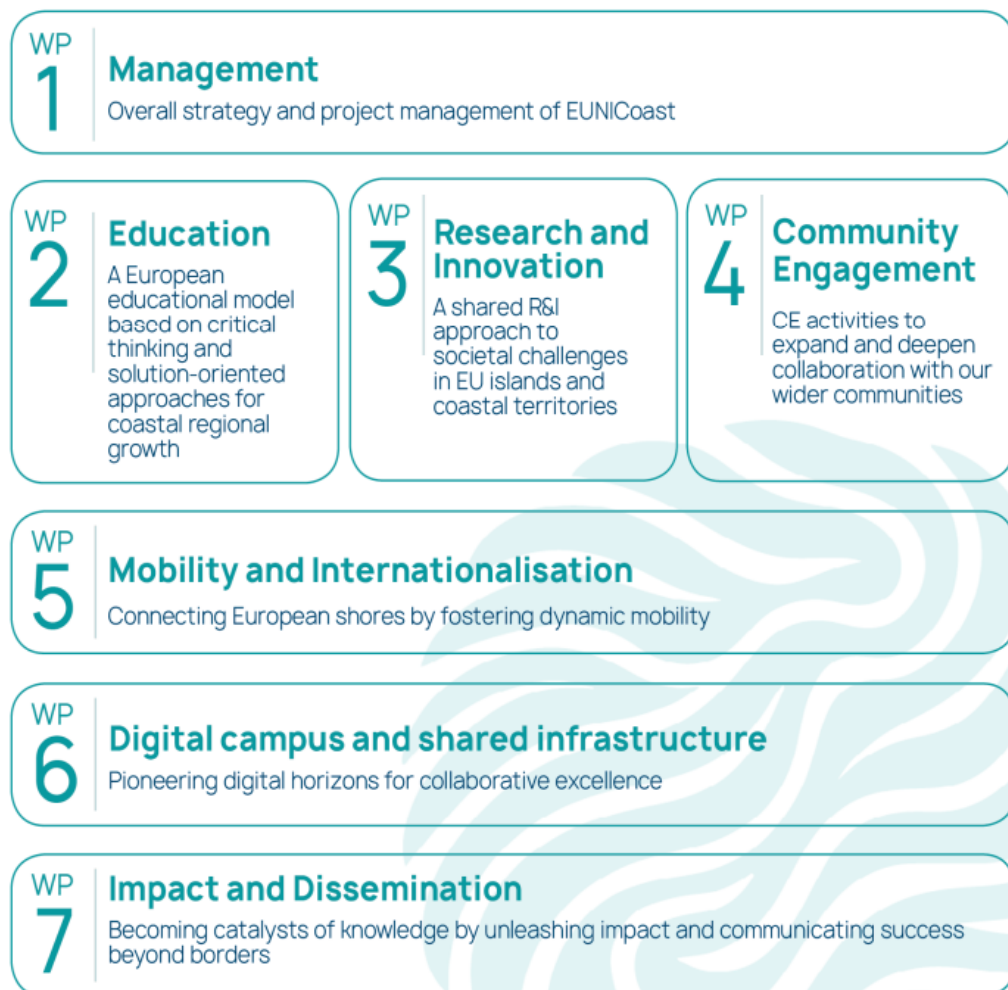 WP
1
Management
Overall strategy and project management of EUNICoast
WP
2
Education
A European
educational model
based on critical
thinking and
solution-oriented
approaches for
coastal regional
growth
WP
3
Research and
Innovation
A shared R&I
approach to
societal challenges
in EU islands and
coastal territories
WP
4
Community
Engagement
CE activities to
expand and deepen
collaboration with our
wider communities
WP
5
Mobility and Internationalisation
Connecting European shores by fostering dynamic mobility
WP
6
Digital campus and shared infrastructure
Pioneering digital horizons for collaborative excellence
WP
7
Impact and Dissemination
Becoming catalysts of knowledge by unleashing impact and communicating success
beyond borders